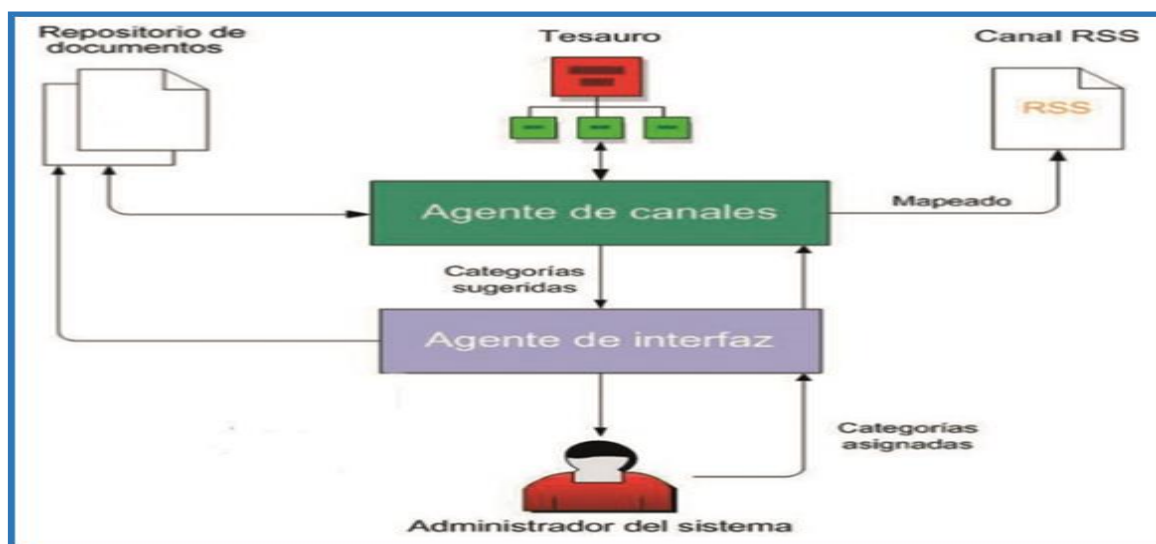 Repositorio de
documentos
Tesauro
Canal RSS
RSS
Agente de canales
Mapeado
Categorías
sugeridas
Agente de interfaz
Categorías
asignadas
Administrador del sistema